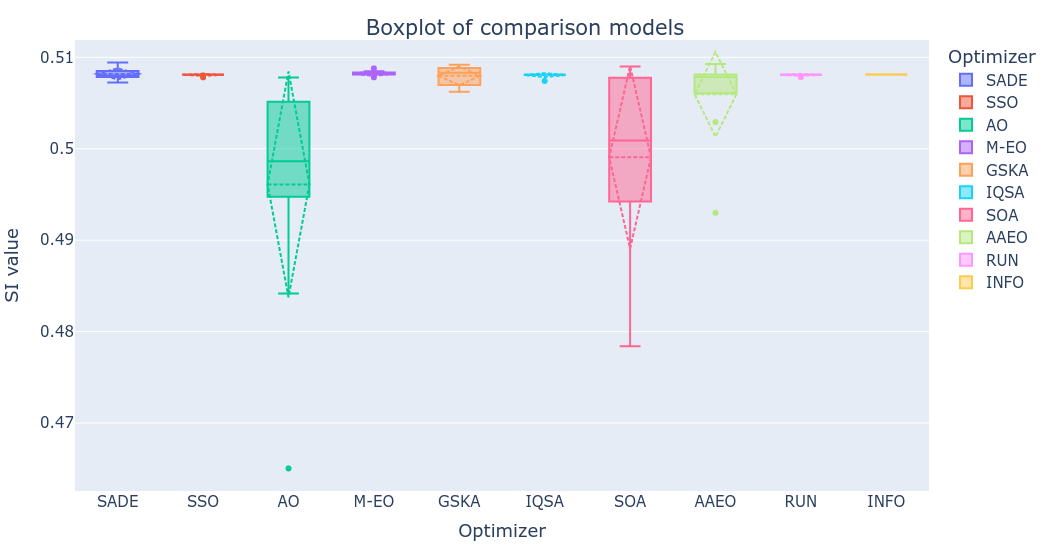 Boxplot of comparison models
SI value
0.51
0.5
0.49
0.48
0.47
SADE
SSO
AO
M-EO
GSKA
IQSA
SOA
AAEO
RUN
INFO
Optimizer
Optimizer
SADE
SSO
AO
M-EO
GSKA
IQSA
SOA
AAEO
RUN
INFO